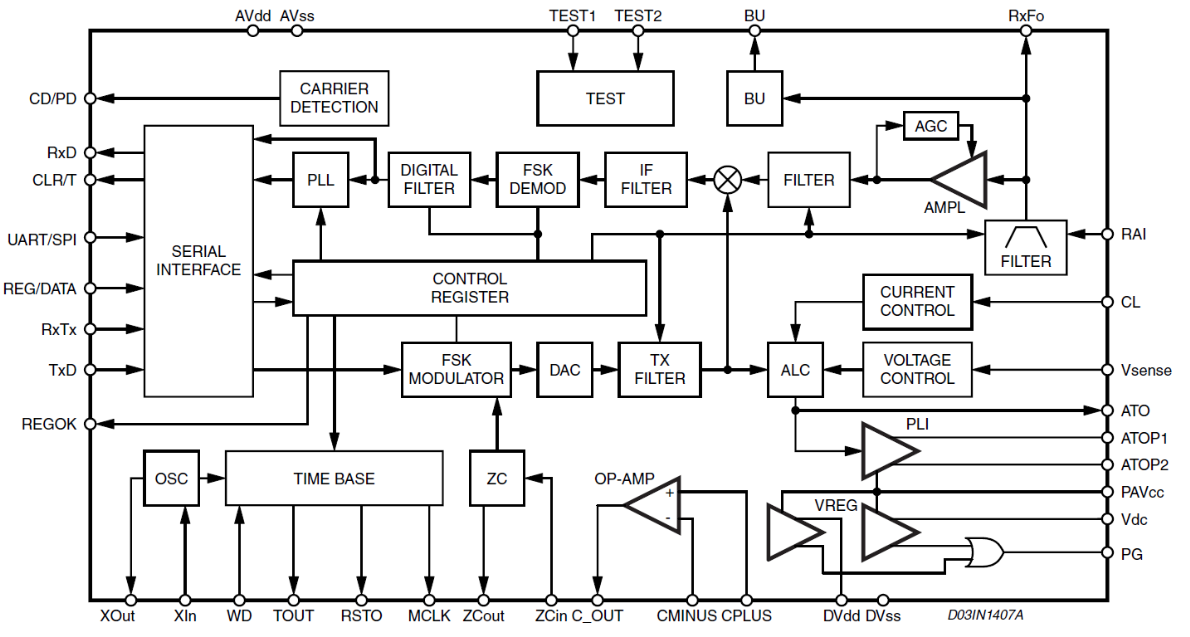 AVdd AVss TEST1 TEST2 BU RxFo
CARRIER
DETECTION
TEST
BU
CD/PD
AGC
RxD
CLR/T
PLL
DIGITAL
FILTER
FSK
DEMOD
IF
FILTER
FILTER
AMPL
UART/SPI
SERIAL
INTERFACE
RAI
FILTER
REG/DATA
CONTROL
REGISTER
CURRENT
CONTROL
CL
RxTx
TxD
FSK
MODULATOR
DAC
TX
FILTER
ALC
VOLTAGE
CONTROL
Vsense
ATO
REGOK
PLI
ATOP1
ATOP2
OSC
TIME BASE
ZC
OP-AMP
+
-
PAVcc
VREG
Vdc
PG
XOut XIn WD TOUT RSTO MCLK ZCout ZCin C_OUT CMINUS CPLUS DVdd DVss
D03IN1407A